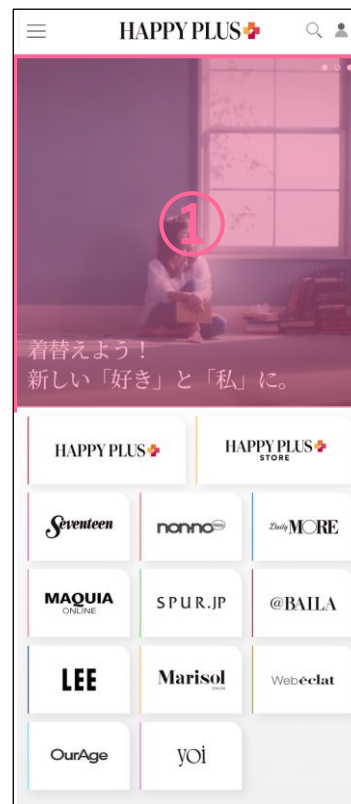 HAPPY PLUS
①
着替えよう！
新しい「好き」と「私」に。
HAPPY PLUS
HAPPY PLUS
STORE
Seventeen
non-no
Daily MORE
MAQUIA
ONLINE
SPUR.JP
@BAILA
LEE
Marisol
Webéclat
OurAge
yoi